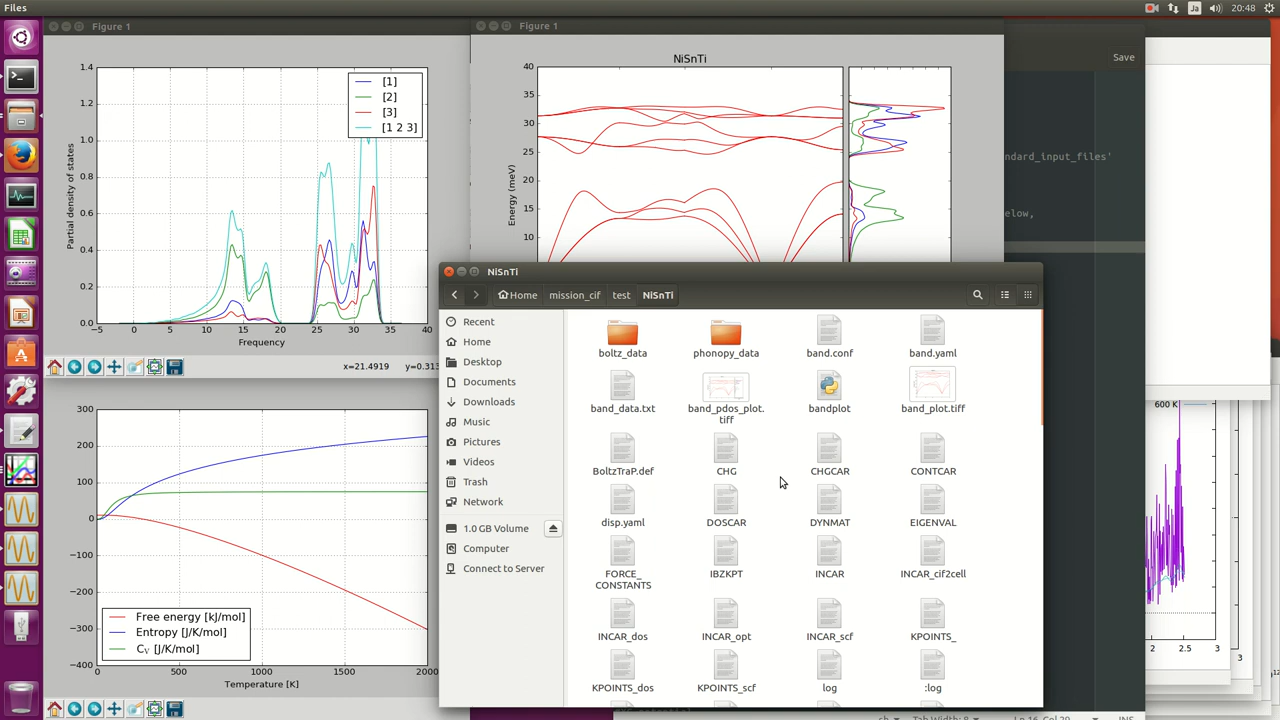 Files
Ja
20:48
Figure 1
1.4
1.2
1.0
0.8
0.6
0.4
0.2
0.0
Partial density of states
[1]
[2]
[3]
[1 2 3]
−5
0
5
10
15
20
25
30
35
40
Frequency
x=21.4919
y=0.313
300
200
100
0
−100
−200
−300
−400
Free energy [kJ/mol]
Entropy [J/K/mol]
CV [J/K/mol]
0
500
1000
1500
2000
Temperature [K]
Figure 1
NiSnTi
40
35
30
25
20
15
10
Energy (meV)
Save
ndard_input_files'
elow,
NiSnTi
Home
mission_cif
test
NiSnTi
Recent
Home
Desktop
Documents
Downloads
Music
Pictures
Videos
Trash
Network
1.0 GB Volume
Computer
Connect to Server
boltz_data
phonopy_data
band.conf
band.yaml
band_data.txt
band_pdos_plot.
tiff
bandplot
band_plot.tiff
BoltzTraP.def
CHG
CHGCAR
CONTCAR
disp.yaml
DOSCAR
DYNMAT
EIGENVAL
FORCE_
CONSTANTS
IBZKPT
INCAR
INCAR_cif2cell
INCAR_dos
INCAR_opt
INCAR_scf
KPOINTS_
KPOINTS_dos
KPOINTS_scf
log
:log
600 K
2
2.5
3
3